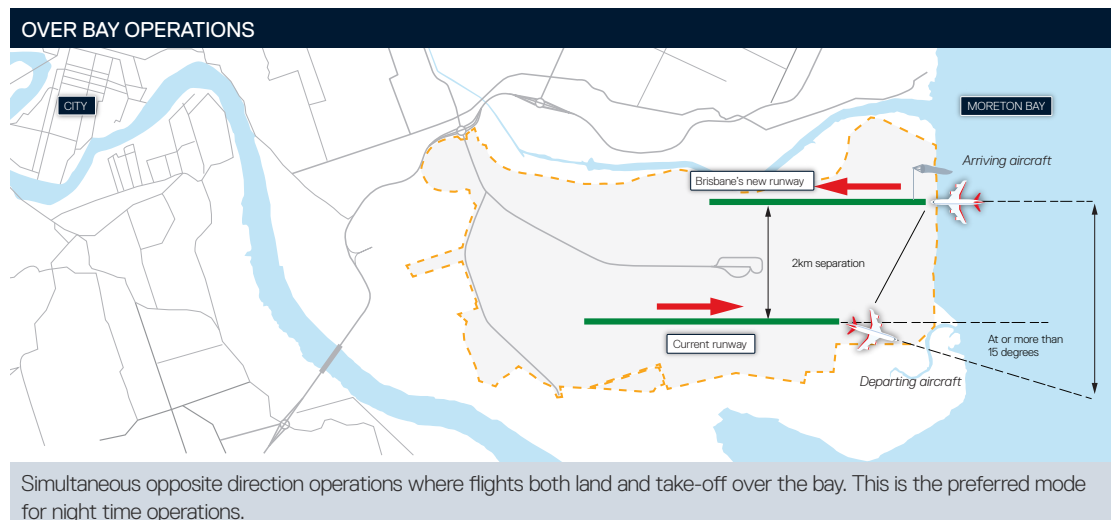 OVER BAY OPERATIONS
CITY
MORETON BAY
Arriving aircraft
Brisbane's new runway
2km separation
Current runway
At or more than
15 degrees
Departing aircraft
Simultaneous opposite direction operations where flights both land and take-off over the bay. This is the preferred mode
for night time operations.